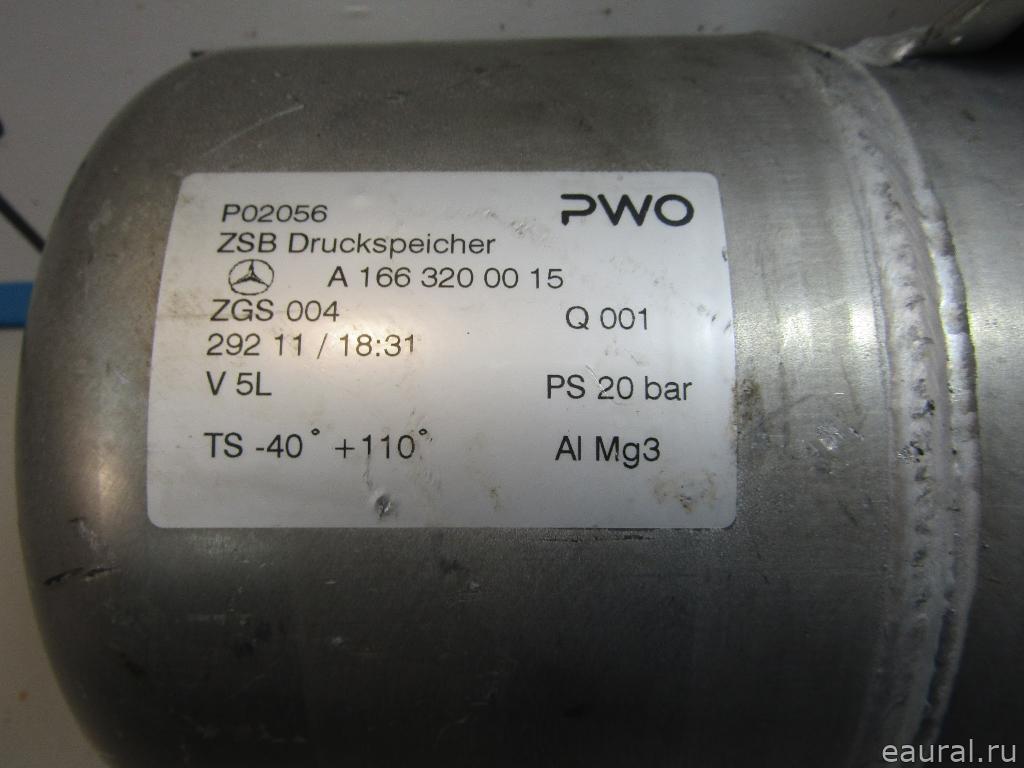 P02056 PWO
ZSB Druckspeicher
A 166 320 00 15
ZGS 004 Q 001
292 11 / 18:31
V 5L PS 20 bar
TS -40° +110° Al Mg3
eaural.ru